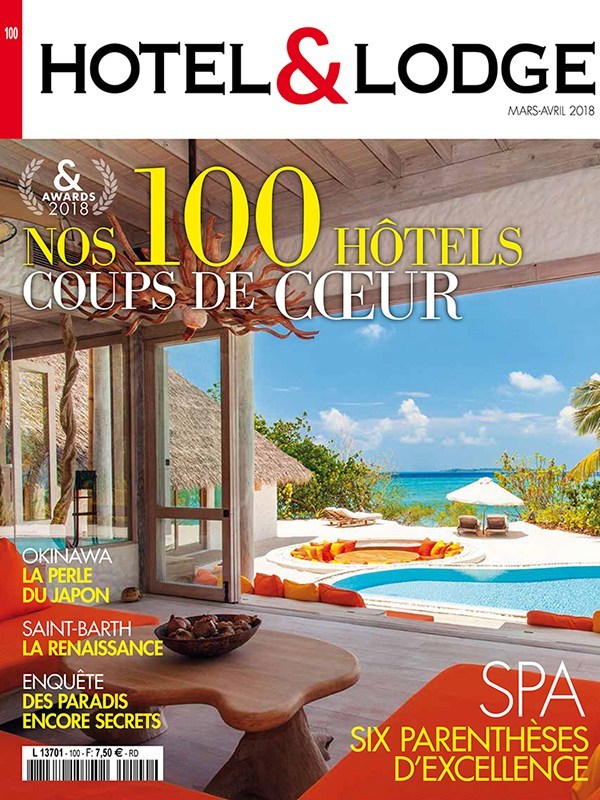 100
HOTEL&LODGE
MARS-AVRIL 2018
&
AWARDS
2018
NOS 100 HÔTELS
COUPS DE CŒUR
OKINAWA
LA PERLE
DU JAPON
SAINT-BARTH
LA RENAISSANCE
ENQUÊTE
DES PARADIS
ENCORE SECRETS
SPA
SIX PARENTHÈSES
D'EXCELLENCE
L 13701 - 100 - F: 7,50 € - RD